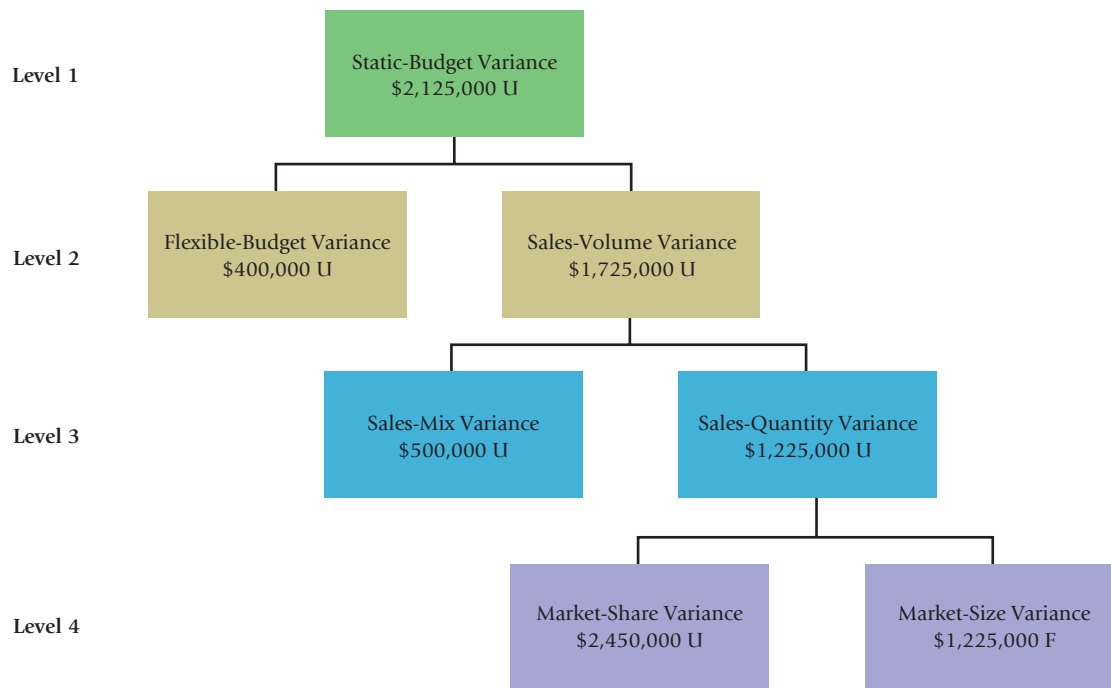 Level 1
Static-Budget Variance
$2,125,000 U
Level 2
Flexible-Budget Variance
$400,000 U
Sales-Volume Variance
$1,725,000 U
Level 3
Sales-Mix Variance
$500,000 U
Sales-Quantity Variance
$1,225,000 U
Level 4
Market-Share Variance
$2,450,000 U
Market-Size Variance
$1,225,000 F